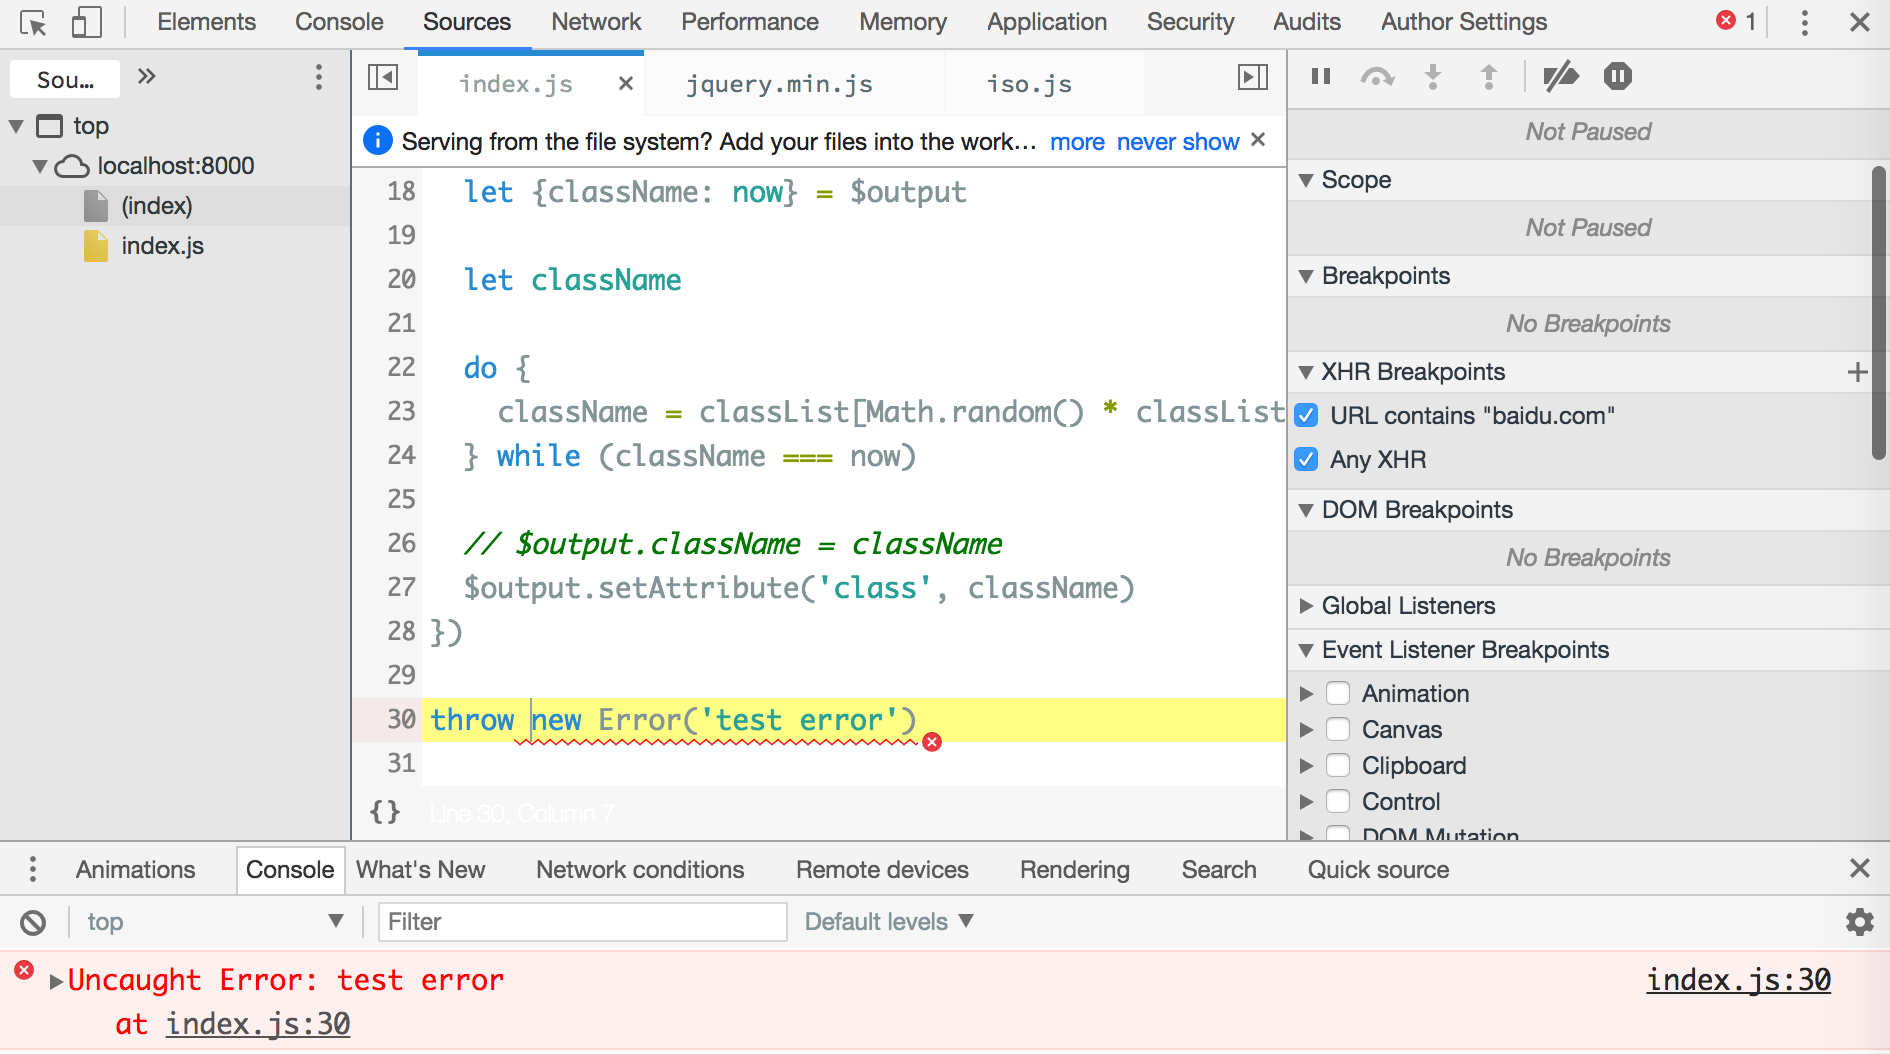 Elements Console Sources Network Performance Memory Application Security Audits Author Settings 1
Sou... »
top
localhost:8000
(index)
index.js
index.js × jquery.min.js iso.js
Serving from the file system? Add your files into the work... more never show ×
18 let {className: now} = $output
19
20 let className
21
22 do {
23 className = classList[Math.random() * classList
24 } while (className === now)
25
26 // $output.className = className
27 $output.setAttribute('class', className)
28 })
29
30 throw new Error('test error')
31
{} Line 30, Column 7
Not Paused
Scope
Not Paused
Breakpoints
No Breakpoints
XHR Breakpoints +
URL contains "baidu.com"
Any XHR
DOM Breakpoints
No Breakpoints
Global Listeners
Event Listener Breakpoints
Animation
Canvas
Clipboard
Control
DOM Mutation
Animations Console What's New Network conditions Remote devices Rendering Search Quick source
top Filter Default levels
Uncaught Error: test error index.js:30
at index.js:30